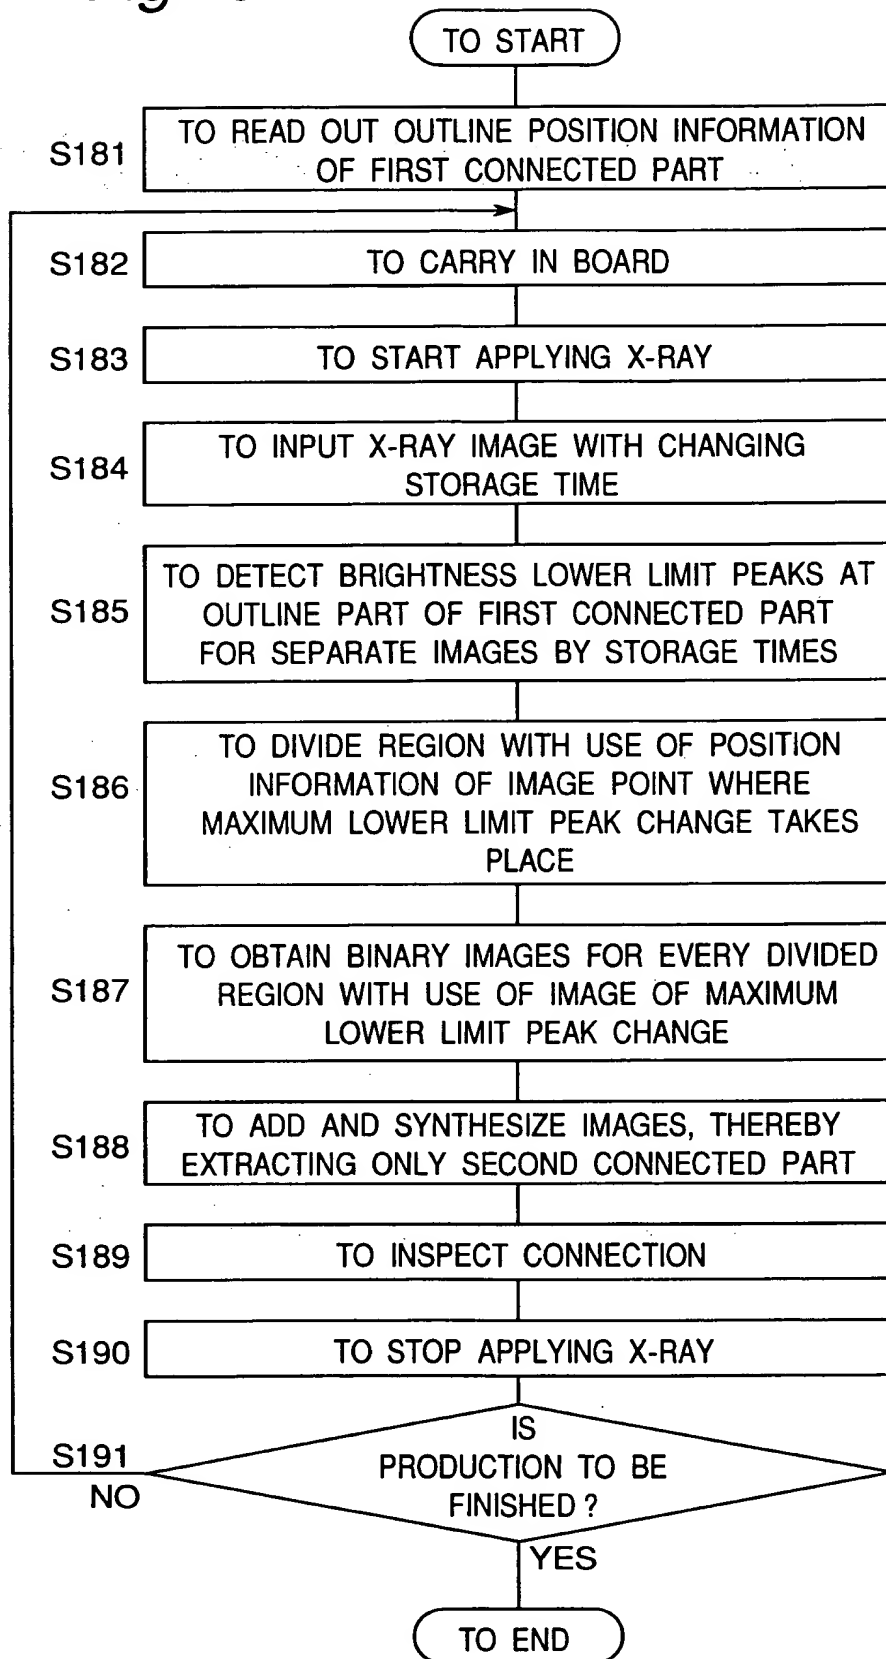 TO START
S181
TO READ OUT OUTLINE POSITION INFORMATION
OF FIRST CONNECTED PART
S182
TO CARRY IN BOARD
S183
TO START APPLYING X-RAY
S184
TO INPUT X-RAY IMAGE WITH CHANGING
STORAGE TIME
S185
TO DETECT BRIGHTNESS LOWER LIMIT PEAKS AT
OUTLINE PART OF FIRST CONNECTED PART
FOR SEPARATE IMAGES BY STORAGE TIMES
S186
TO DIVIDE REGION WITH USE OF POSITION
INFORMATION OF IMAGE POINT WHERE
MAXIMUM LOWER LIMIT PEAK CHANGE TAKES
PLACE
S187
TO OBTAIN BINARY IMAGES FOR EVERY DIVIDED
REGION WITH USE OF IMAGE OF MAXIMUM
LOWER LIMIT PEAK CHANGE
S188
TO ADD AND SYNTHESIZE IMAGES, THEREBY
EXTRACTING ONLY SECOND CONNECTED PART
S189
TO INSPECT CONNECTION
S190
TO STOP APPLYING X-RAY
S191
IS
PRODUCTION TO BE
FINISHED ?
NO
YES
TO END